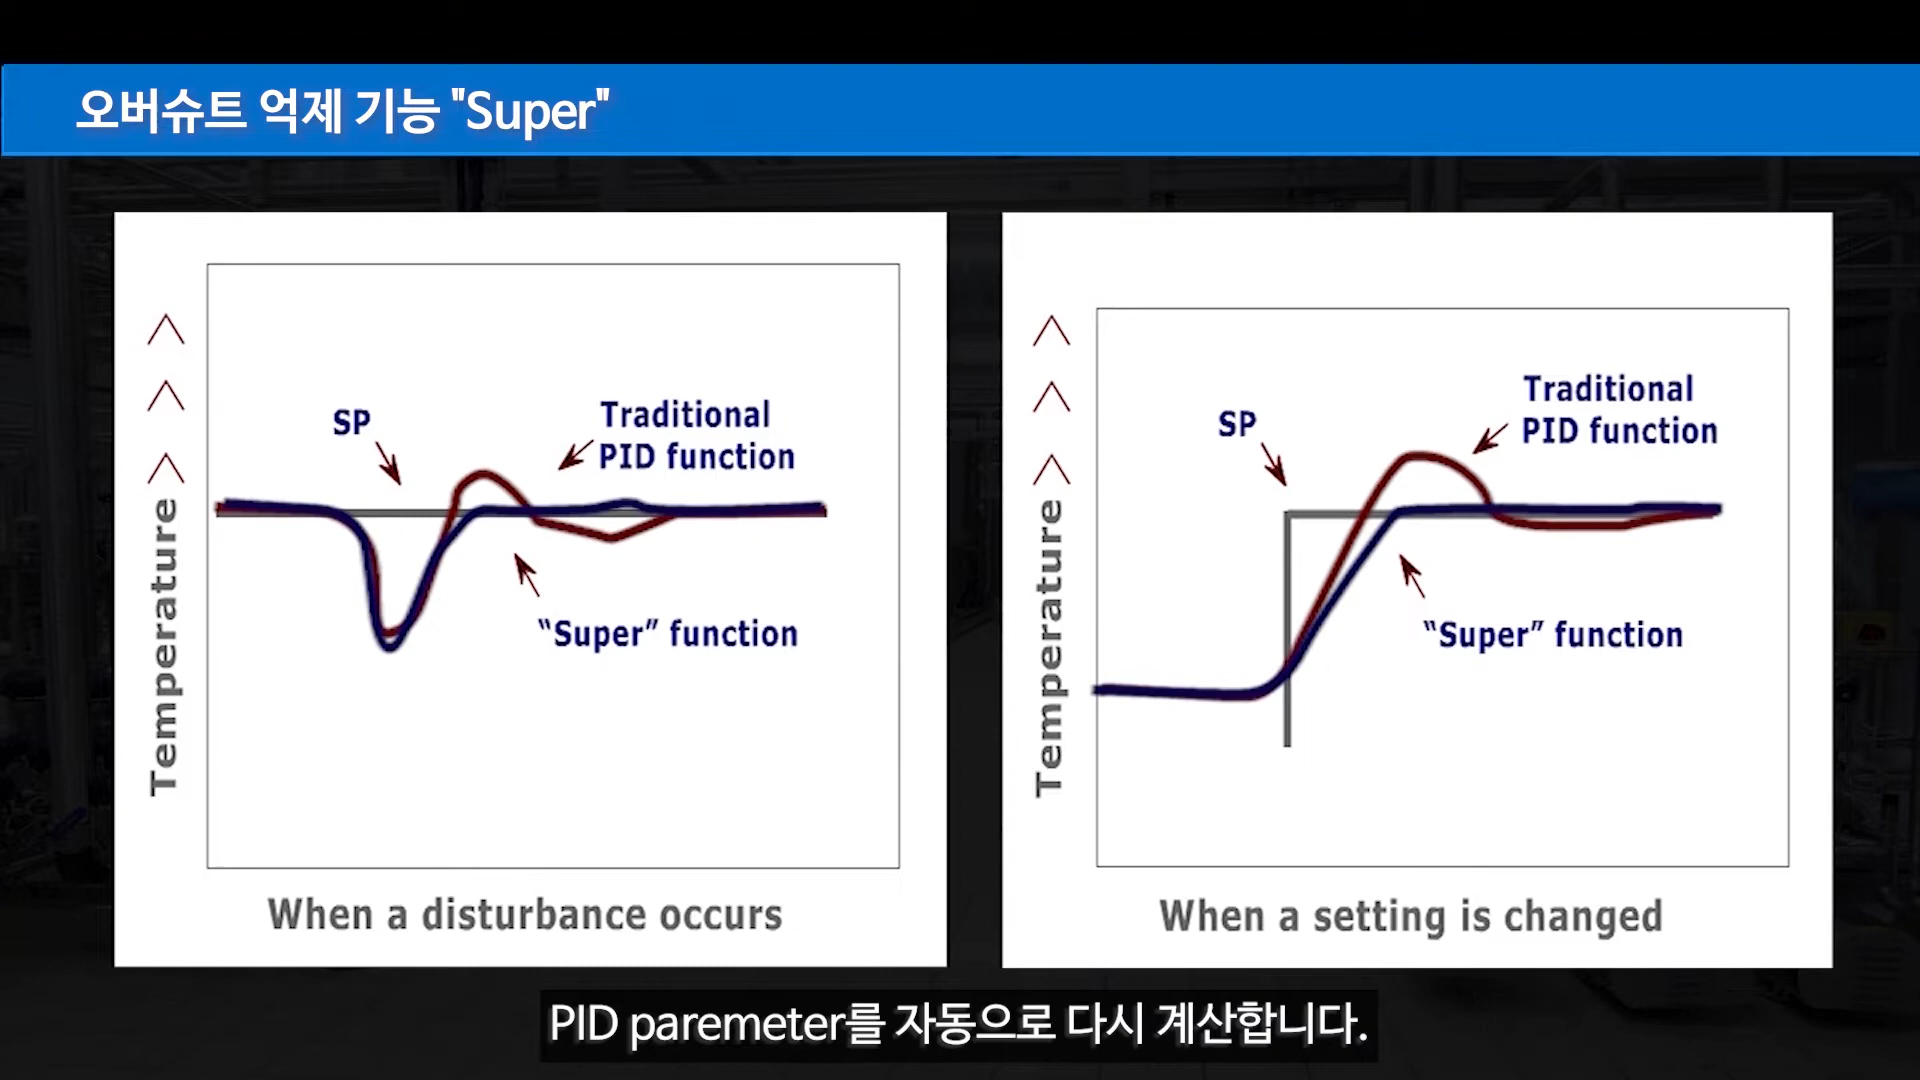 오버슈트 억제 기능 "Super"
SP
Traditional
PID function
"Super" function
Temperature
When a disturbance occurs
SP
Traditional
PID function
"Super" function
Temperature
When a setting is changed
PID paremeter를 자동으로 다시 계산합니다.